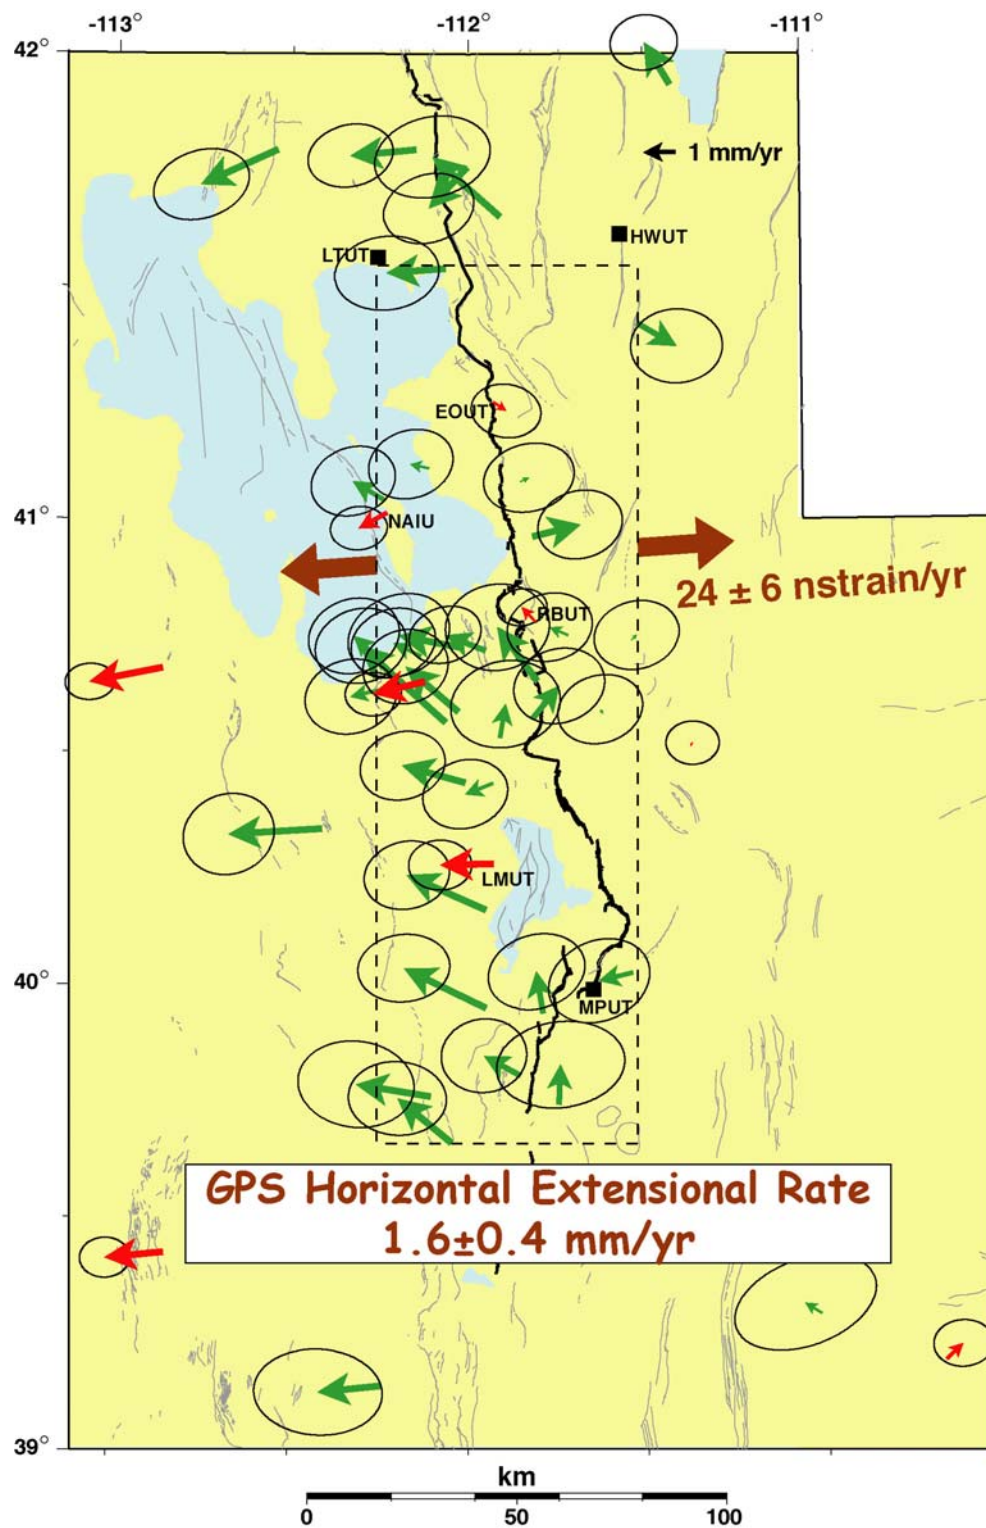 -113° -112° -111°
42°
1 mm/yr
HWUT
LTUT
EOUT
41°
NAIU
24 ± 6 nstrain/yr
RBUT
LMUT
40°
MPUT
GPS Horizontal Extensional Rate
1.6±0.4 mm/yr
39°
km
0 50 100